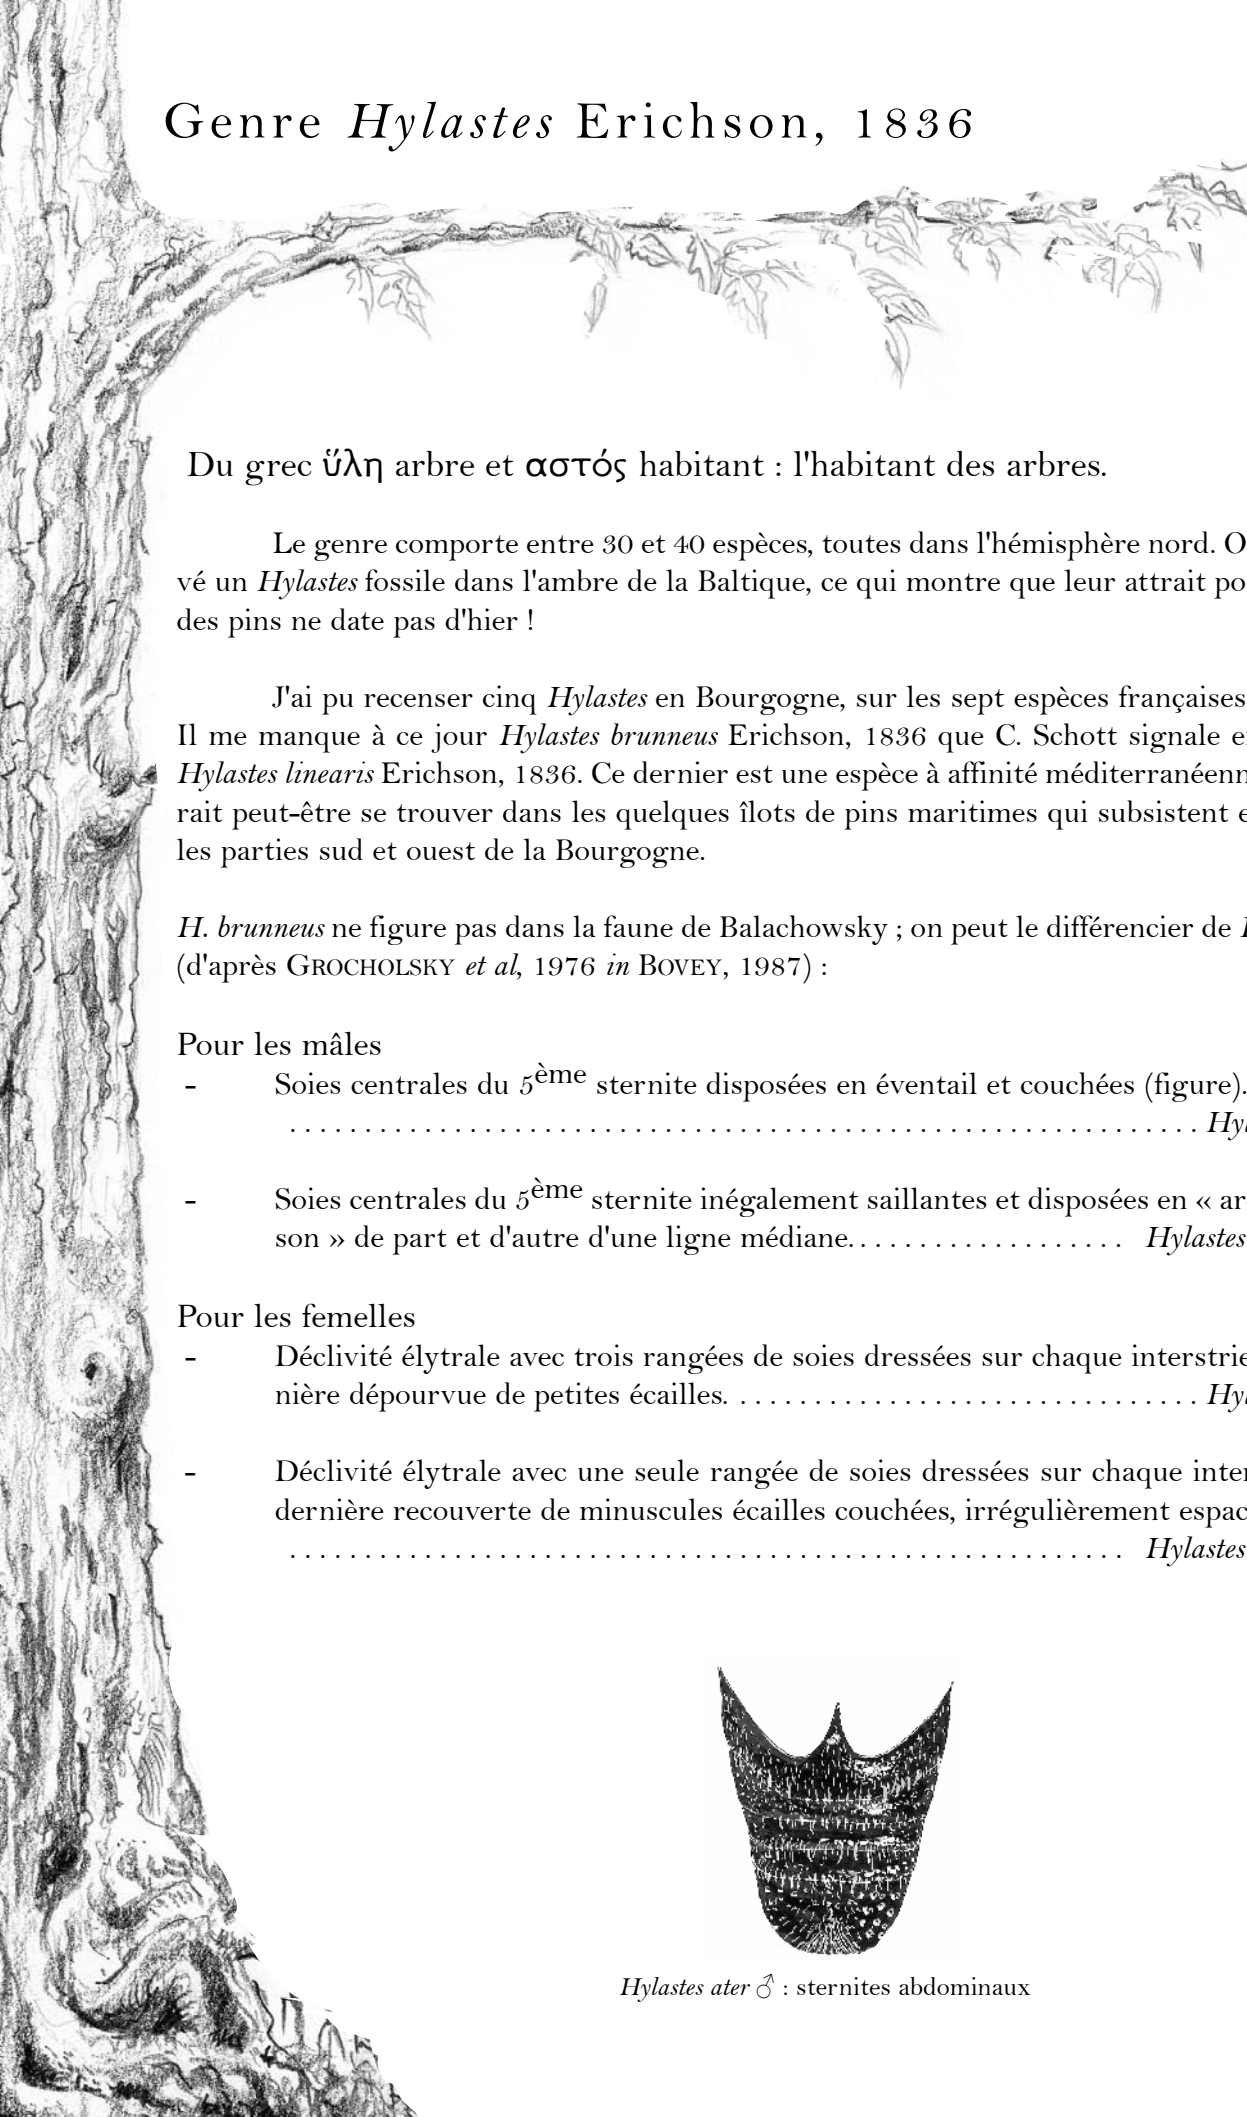 Genre Hylastes Erichson, 1836
Du grec ὕλη arbre et αστός habitant : l'habitant des arbres.
Le genre comporte entre 30 et 40 espèces, toutes dans l'hémisphère nord. O
vé un Hylastes fossile dans l'ambre de la Baltique, ce qui montre que leur attrait po
des pins ne date pas d'hier !
J'ai pu recenser cinq Hylastes en Bourgogne, sur les sept espèces françaises
Il me manque à ce jour Hylastes brunneus Erichson, 1836 que C. Schott signale e
Hylastes linearis Erichson, 1836. Ce dernier est une espèce à affinité méditerranéenn
rait peut-être se trouver dans les quelques îlots de pins maritimes qui subsistent e
les parties sud et ouest de la Bourgogne.
H. brunneus ne figure pas dans la faune de Balachowsky ; on peut le différencier de
(d'après GROCHOLSKY et al, 1976 in BOVEY, 1987) :
Pour les mâles
- Soies centrales du 5ème sternite disposées en éventail et couchées (figure).
. . . . . . . . . . . . . . . . . . . . . . . . . . . . . . . . . . . . . . . . . . . . . . . . . . . . . . . . . . . . . Hyl
- Soies centrales du 5ème sternite inégalement saillantes et disposées en « ar
son » de part et d'autre d'une ligne médiane. . . . . . . . . . . . . . . . . . . Hylastes
Pour les femelles
- Déclivité élytrale avec trois rangées de soies dressées sur chaque interstrie
nière dépourvue de petites écailles. . . . . . . . . . . . . . . . . . . . . . . . . . . . . . . . Hyl
- Déclivité élytrale avec une seule rangée de soies dressées sur chaque inter
dernière recouverte de minuscules écailles couchées, irrégulièrement espac
. . . . . . . . . . . . . . . . . . . . . . . . . . . . . . . . . . . . . . . . . . . . . . . . . . . . . . . . Hylastes
Hylastes ater ♂ : sternites abdominaux